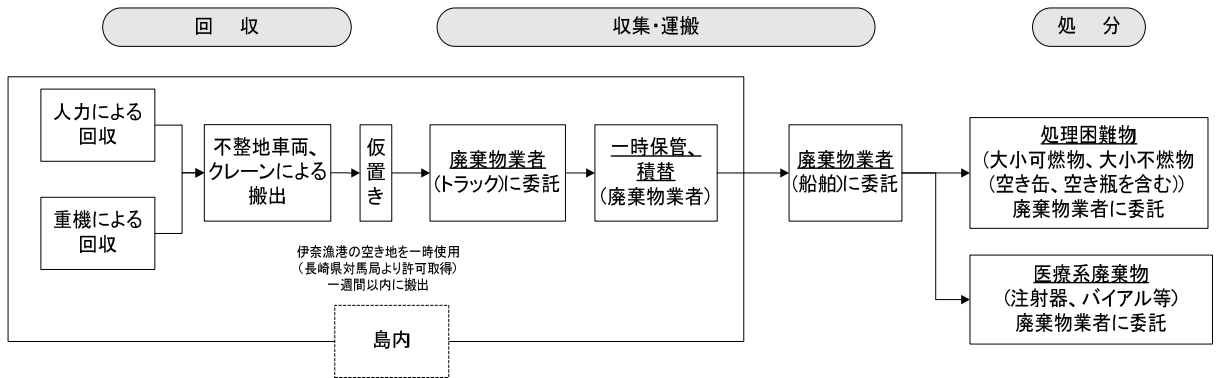 回 収
収集・運搬
処 分
人力による
回収
重機による
回収
不整地車両、
クレーンによる
搬出
仮
置
き
廃棄物業者
(トラック)に委託
一時保管、
積替
(廃棄物業者)
廃棄物業者
(船舶)に委託
処理困難物
(大小可燃物、大小不燃物
(空き缶、空き瓶を含む))
廃棄物業者に委託
医療系廃棄物
(注射器、バイアル等)
廃棄物業者に委託
伊奈漁港の空き地を一時使用
(長崎県対馬局より許可取得)
一週間以内に搬出
島内